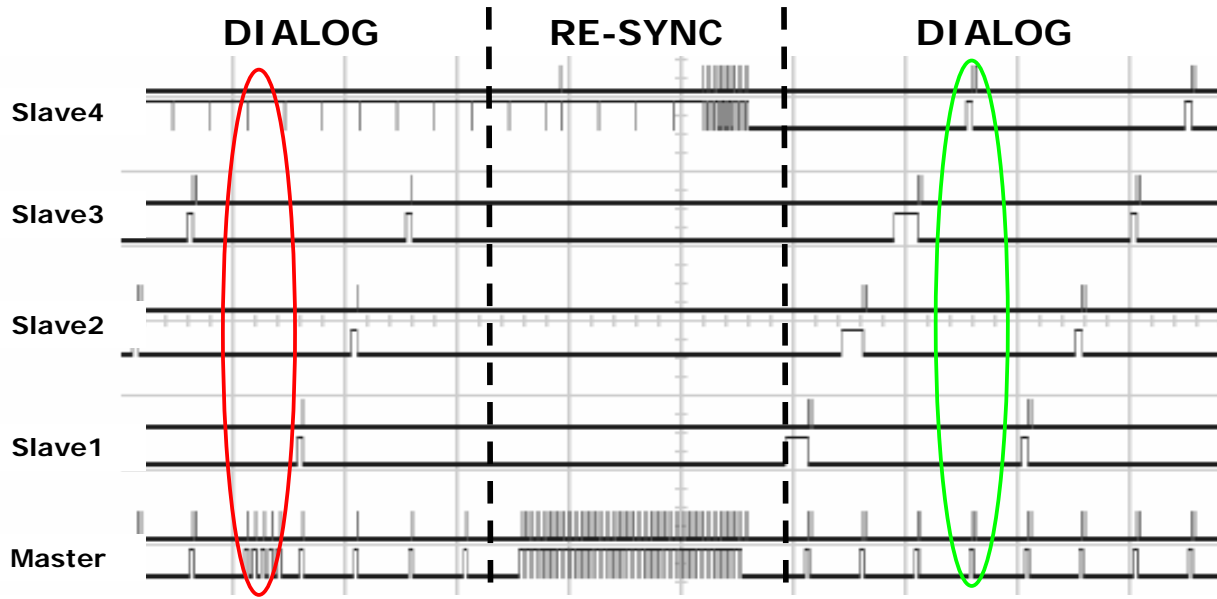 DIALOG RE-SYNC DIALOG
Slave4
Slave3
Slave2
Slave1
Master